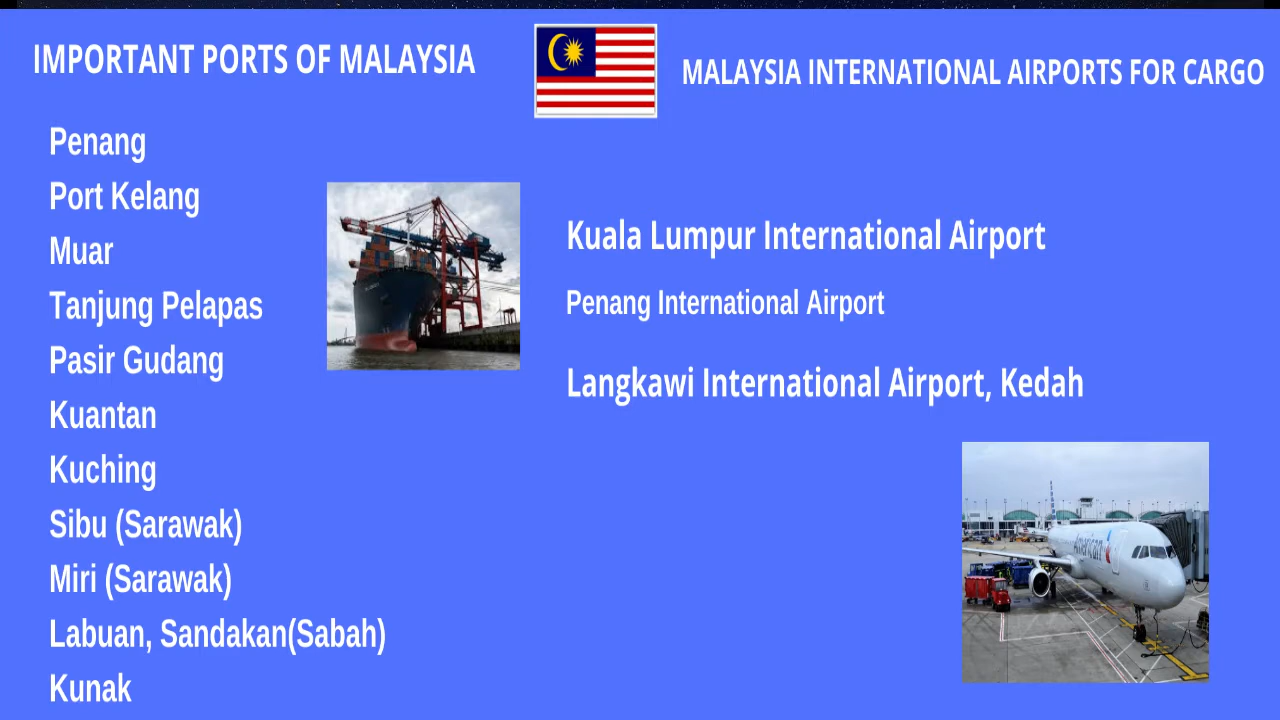 IMPORTANT PORTS OF MALAYSIA
Penang
Port Kelang
Muar
Tanjung Pelapas
Pasir Gudang
Kuantan
Kuching
Sibu (Sarawak)
Miri (Sarawak)
Labuan, Sandakan(Sabah)
Kunak
MALAYSIA INTERNATIONAL AIRPORTS FOR CARGO
Kuala Lumpur International Airport
Penang International Airport
Langkawi International Airport, Kedah
American